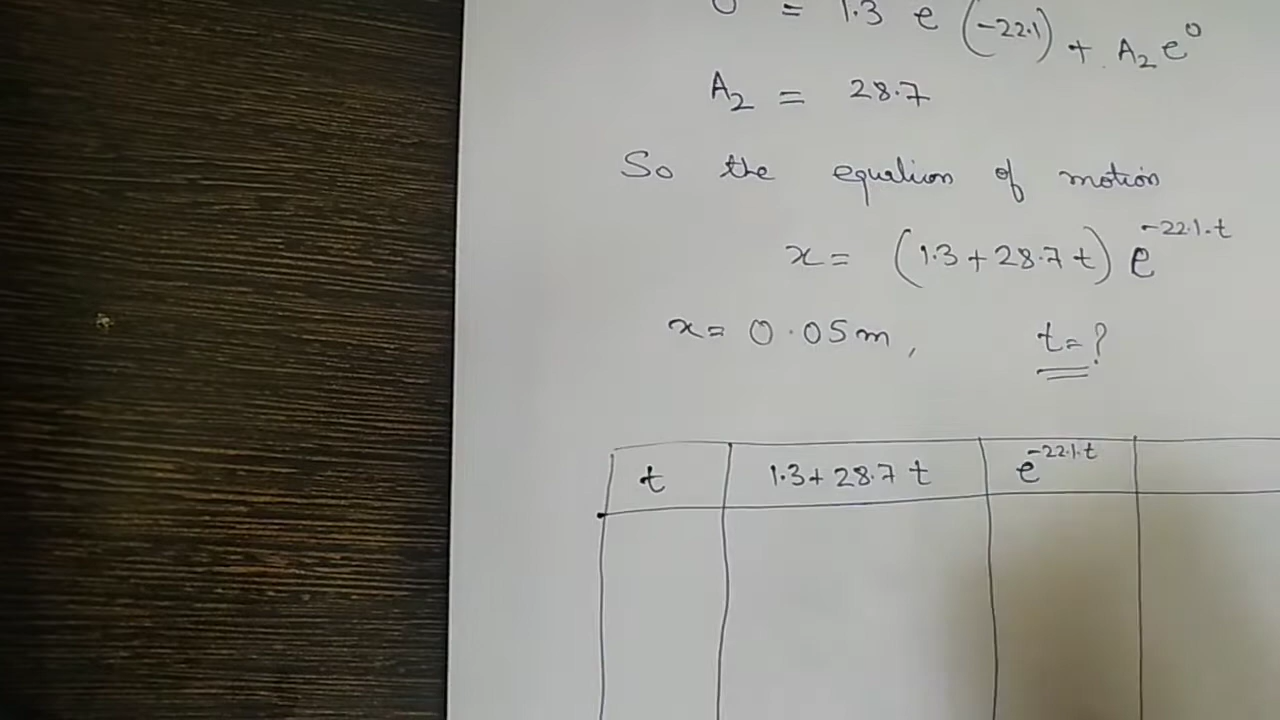 0 = 1.3 e (-22.1) + A2 e^0
A2 = 28.7
So the equation of motion
x = (1.3 + 28.7 t) e^-22.1.t
x = 0.05m, t = ?
t 1.3 + 28.7 t e^-22.1.t